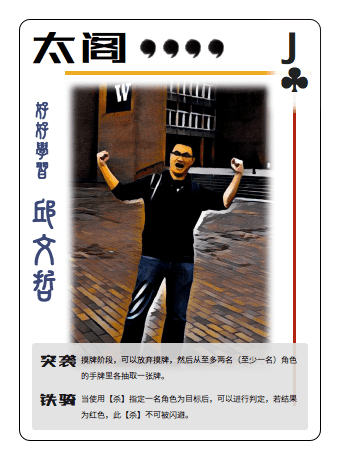 太阁
J
好好學習
邱文哲
W
突袭 摸牌阶段，可以放弃摸牌，然后从至多两名（至少一名）角色
的手牌里各抽取一张牌。
铁骑 当使用【杀】指定一名角色为目标后，可以进行判定，若结果
为红色，此【杀】不可被闪避。